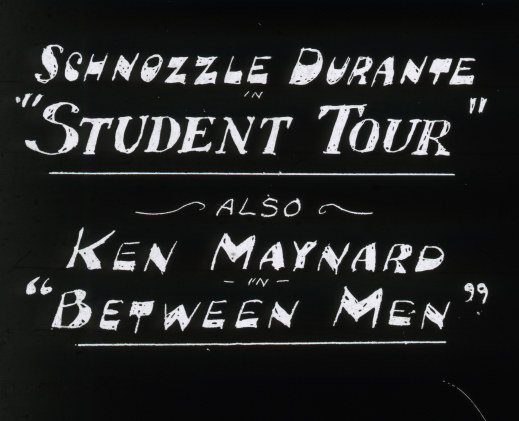 SCHNOZZLE DURANTE
IN
"STUDENT TOUR"
ALSO
KEN MAYNARD
- IN -
"BETWEEN MEN"